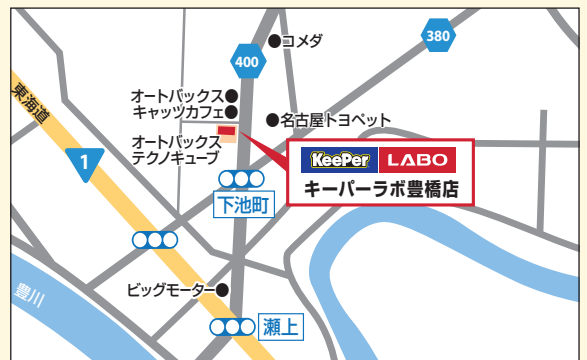 コメダ
380
400
東海道
オートバックス
キャッツカフェ
名古屋トヨペット
オートバックス
テクノキューブ
1
KeePer LABO
キーパーラボ豊橋店
下池町
豊川
ビッグモーター
瀬上